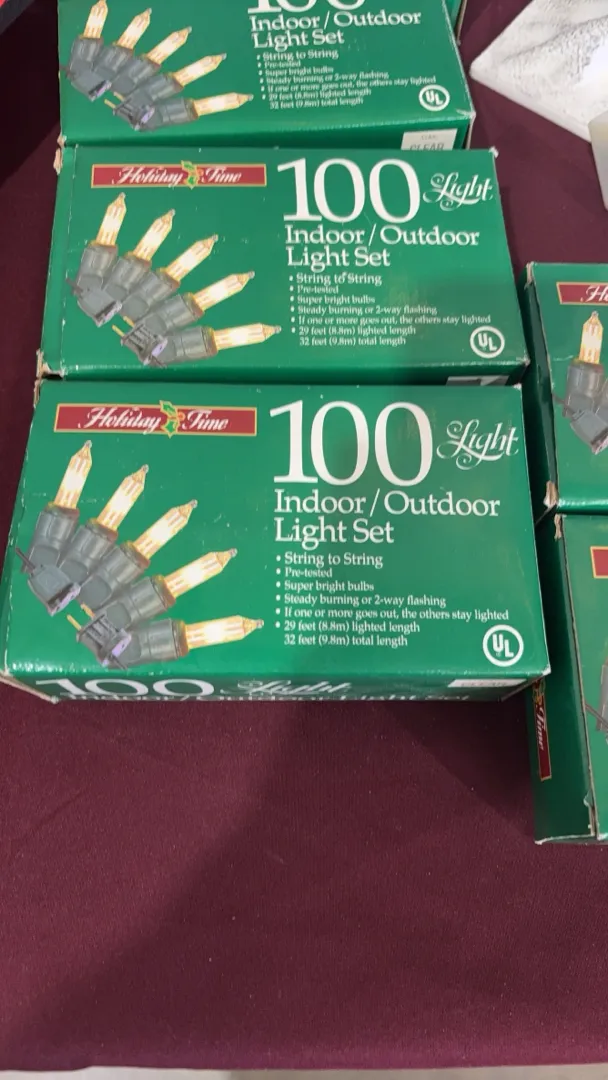 100
Indoor/Outdoor
Light Set
• String to String
• Pre-tested
• Super bright bulbs
• Steady burning or 2-way flashing
• If one or more goes out, the others stay lighted
• 29 feet (8.8m) lighted length
32 feet (9.8m) total length
UL
CLEAR
Holiday Time
100 Light
Indoor/Outdoor
Light Set
• String to String
• Pre-tested
• Super bright bulbs
• Steady burning or 2-way flashing
• If one or more goes out, the others stay lighted
• 29 feet (8.8m) lighted length
32 feet (9.8m) total length
UL
Holiday Time
100 Light
Indoor/Outdoor
Light Set
• String to String
• Pre-tested
• Super bright bulbs
• Steady burning or 2-way flashing
• If one or more goes out, the others stay lighted
• 29 feet (8.8m) lighted length
32 feet (9.8m) total length
UL
100 Light
Indoor/Outdoor
H
Time